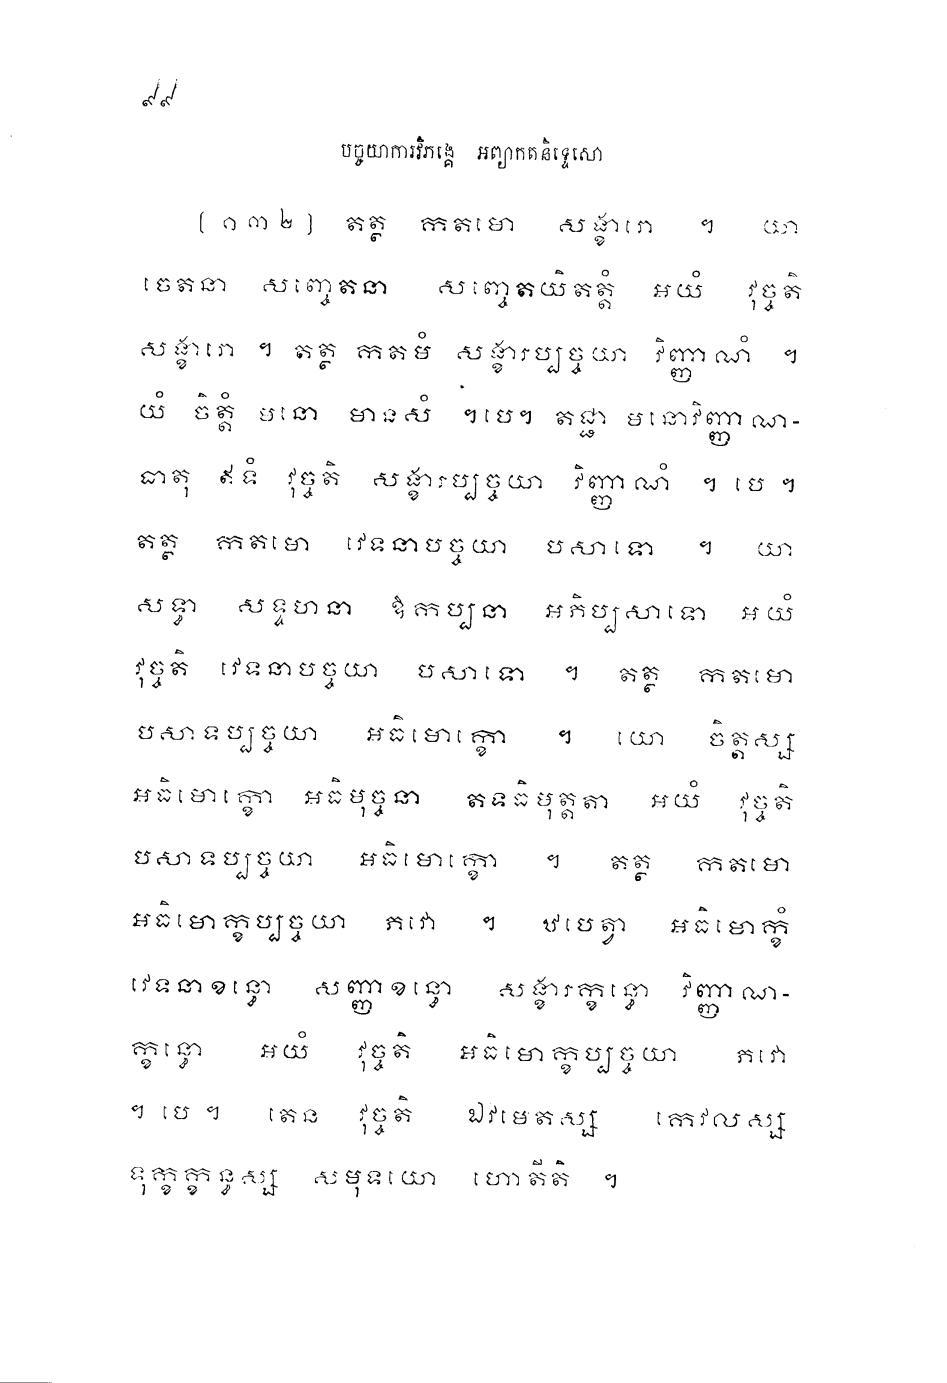 ៩៩
បច្ចយាការវិភង្គេ អព្យាកតនិទ្ទេសោ
(១៣២) តត្ថ កតមោ សង្ខារោ ។ យា
ចេតនា សញ្ចេតនា សញ្ចេតយិតត្តំ អយំ វុច្ចតិ
សង្ខារោ ។ តត្ថ កតមំ សង្ខារប្បច្ចយា វិញ្ញាណំ ។
យំ ចិត្តំ មនោ មានសំ ។បេ។ តជ្ជា មនោវិញ្ញាណ-
ធាតុ ឥទំ វុច្ចតិ សង្ខារប្បច្ចយា វិញ្ញាណំ ។ បេ ។
តត្ថ កតមោ វេទនាបច្ចយា បសាទោ ។ យា
សទ្ធា សទ្ទហនា ឱកប្បនា អភិប្បសាទោ អយំ
វុច្ចតិ វេទនាបច្ចយា បសាទោ ។ តត្ថ កតមោ
បសាទប្បច្ចយា អធិមោក្ខោ ។ យោ ចិត្តស្ស
អធិមោក្ខោ អធិមុច្ចនា តទធិមុត្តតា អយំ វុច្ចតិ
បសាទប្បច្ចយា អធិមោក្ខោ ។ តត្ថ កតមោ
អធិមោក្ខប្បច្ចយា ភវោ ។ ឋបេត្វា អធិមោក្ខំ
វេទនាខន្ធោ សញ្ញាខន្ធោ សង្ខារក្ខន្ធោ វិញ្ញាណ-
ក្ខន្ធោ អយំ វុច្ចតិ អធិមោក្ខប្បច្ចយា ភវោ
។ បេ ។ តេន វុច្ចតិ ឯវមេតស្ស កេវលស្ស
ទុក្ខក្ខន្ធស្ស សមុទយោ ហោតីតិ ។